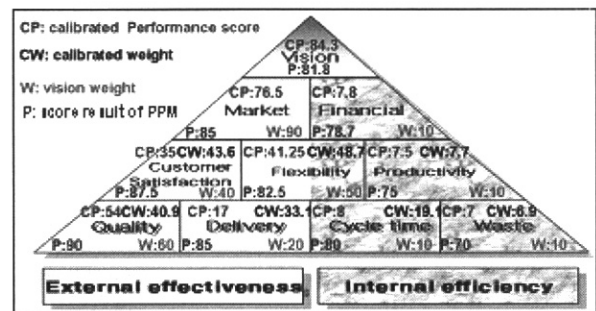 CP: calibrated Performance score
CW: calibrated weight
W: vision weight
P: score result of PPM
CP:84.3
Vision
P:81.8
CP:76.5 CP:7.8
Market Financial
P:85 W:90 P:78.7 W:10
CP:35 CW:43.6 CP:41.25 CW:48.7 CP:7.5 CW:7.7
Customer Satisfaction Flexibility Productivity
P:87.5 W:40 P:82.5 W:50 P:75 W:10
CP:54 CW:40.9 CP:17 CW:33.1 CP:8 CW:19.1 CP:7 CW:6.9
Quality Delivery Cycle time Waste
P:90 W:60 P:85 W:20 P:80 W:10 P:70 W:10
External effectiveness Internal efficiency